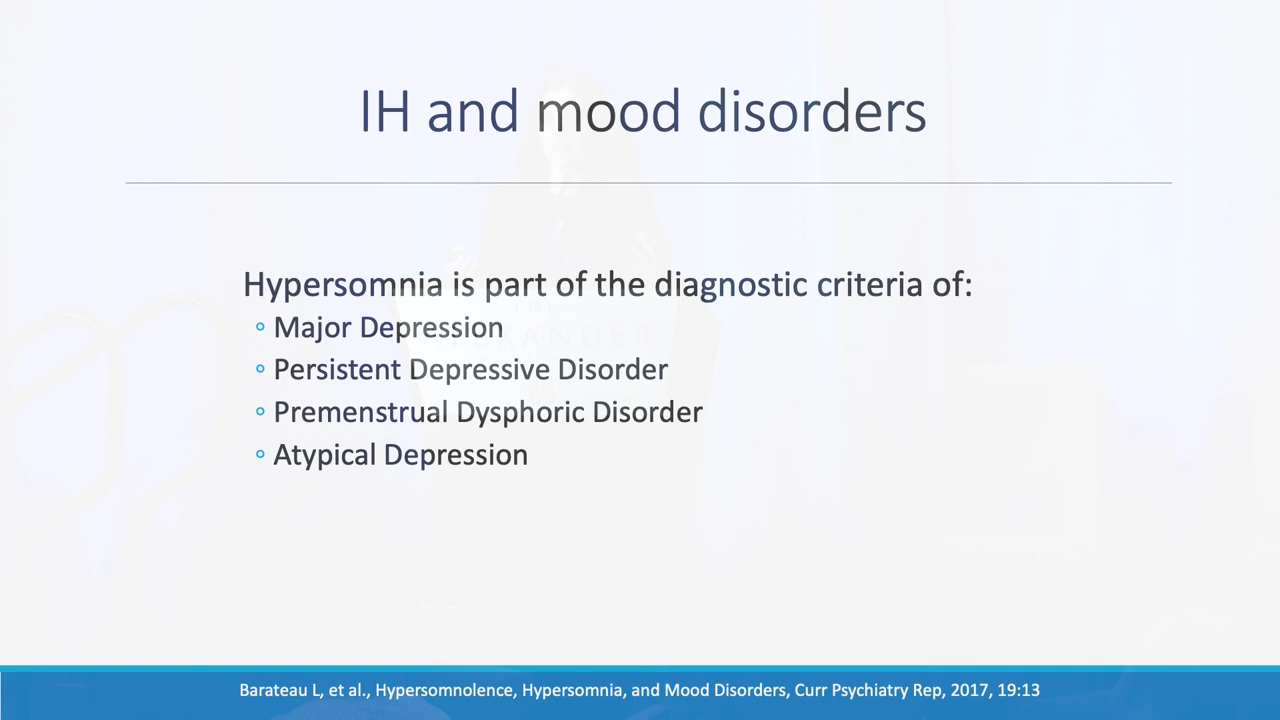 IH and mood disorders
Hypersomnia is part of the diagnostic criteria of:
◦ Major Depression
◦ Persistent Depressive Disorder
◦ Premenstrual Dysphoric Disorder
◦ Atypical Depression
Barateau L, et al., Hypersomnolence, Hypersomnia, and Mood Disorders, Curr Psychiatry Rep, 2017, 19:13